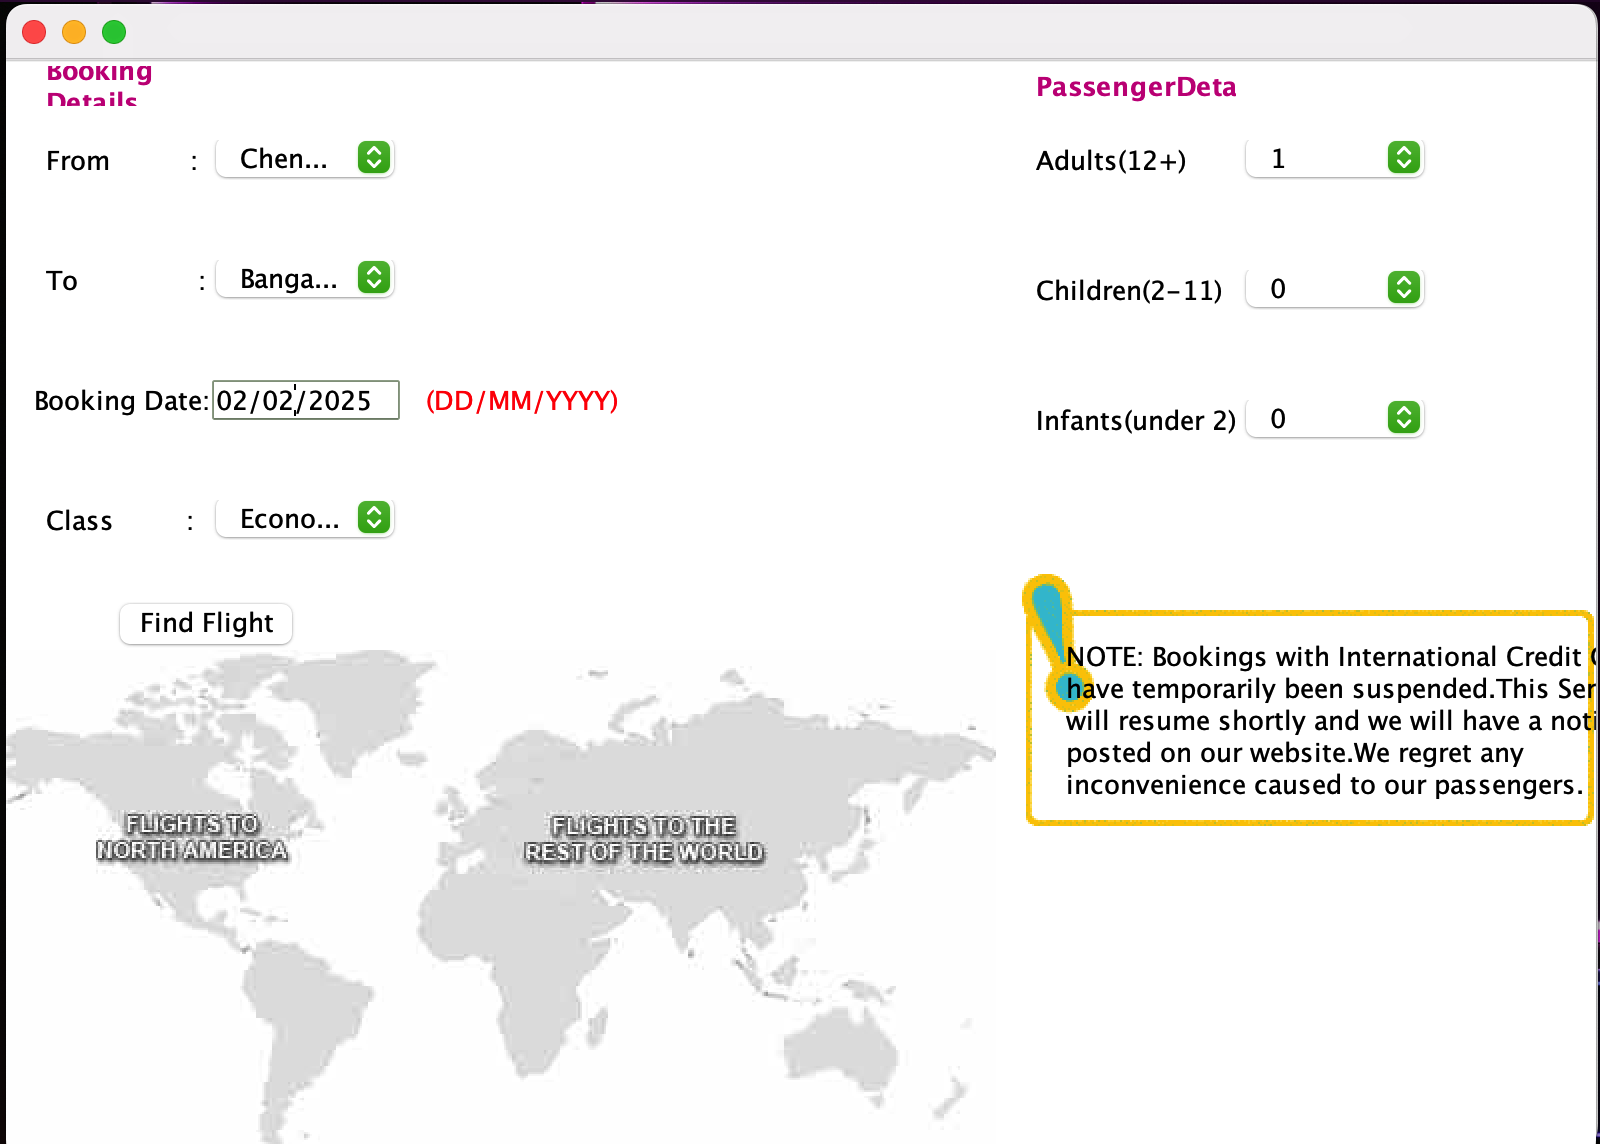 Booking
Details
From : Chen...
To : Banga...
Booking Date: 02/02/2025 (DD/MM/YYYY)
Class : Econo...
Find Flight
PassengerDeta
Adults(12+) 1
Children(2-11) 0
Infants(under 2) 0
NOTE: Bookings with International Credit
have temporarily been suspended.This Ser
will resume shortly and we will have a noti
posted on our website.We regret any
inconvenience caused to our passengers.
FLIGHTS TO
NORTH AMERICA
FLIGHTS TO THE
REST OF THE WORLD